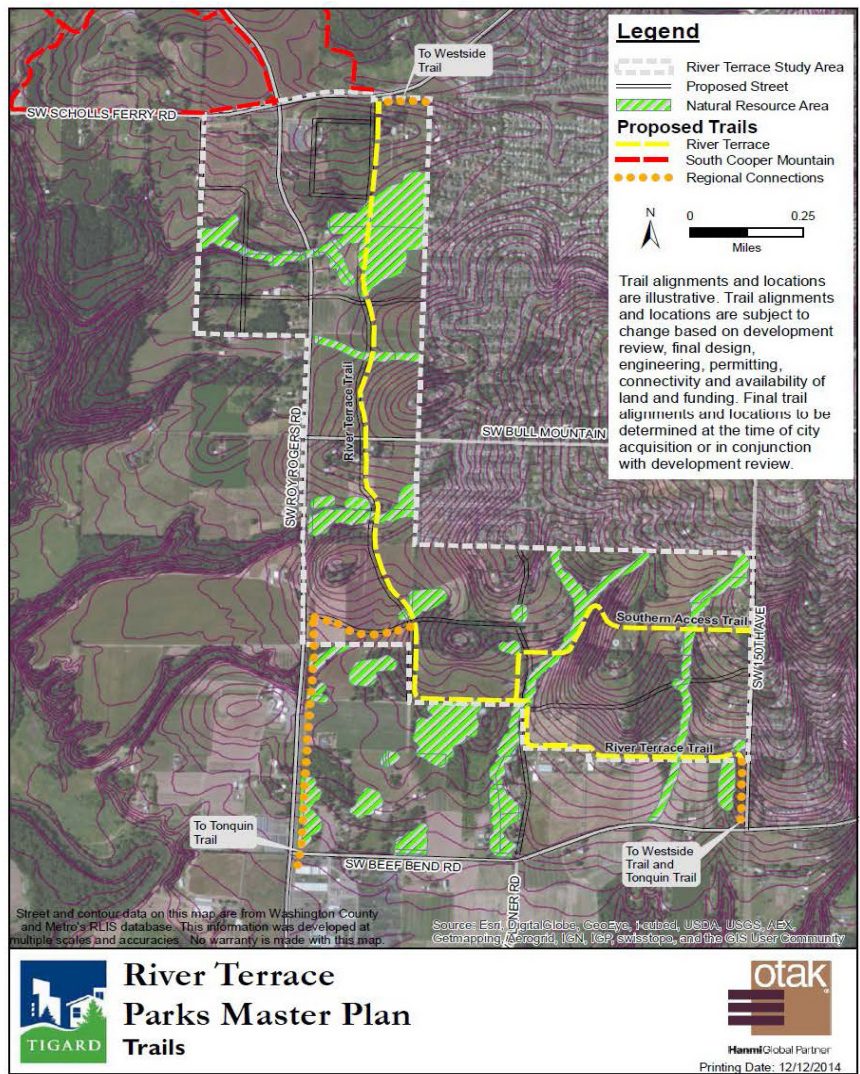 Legend
River Terrace Study Area
Proposed Street
Natural Resource Area
Proposed Trails
River Terrace
South Cooper Mountain
Regional Connections
N
0 0.25
Miles
Trail alignments and locations
are illustrative. Trail alignments
and locations are subject to
change based on development
review, final design,
engineering, permitting,
connectivity and availability of
land and funding. Final trail
alignments and locations to be
determined at the time of city
acquisition or in conjunction
with development review.
To Westside
Trail
SW SCHOLLS FERRY RD
River Terrace Trail
SW ROY ROGERS RD
SW BULL MOUNTAIN
Southern Access Trail
SW 150TH AVE
River Terrace Trail
To Tonquin
Trail
SW BEEF BEND RD
To Westside
Trail and
Tonquin Trail
NER RD
Street and contour data on this map are from Washington County
and Metro's RLIS database. This information was developed at
multiple scales and accuracies. No warranty is made with this map.
Source: Esri, DigitalGlobe, GeoEye, i-cubed, USDA, USGS, AEX,
Getmapping, Aerogrid, IGN, IGP, swisstopo, and the GIS User Community
TIGARD
River Terrace
Parks Master Plan
Trails
otak
HanmiGlobal Partner
Printing Date: 12/12/2014